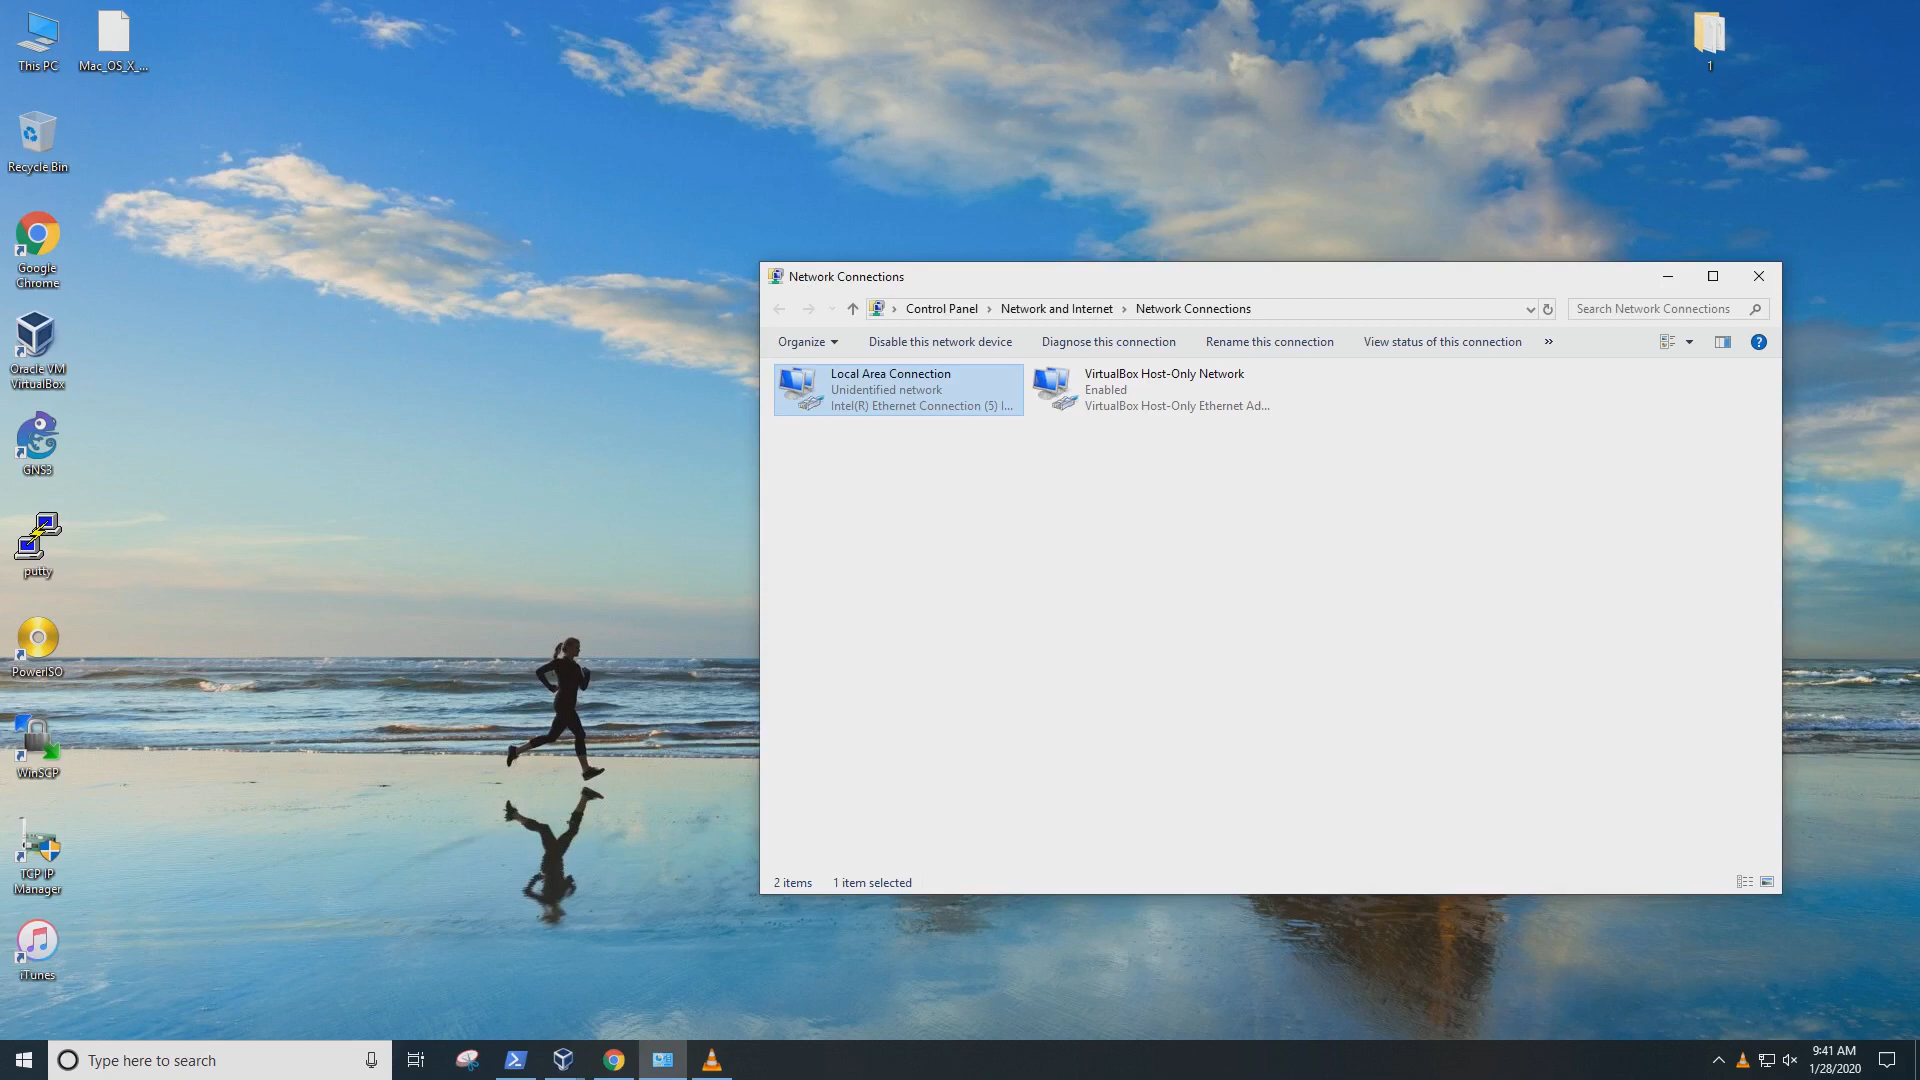 This PC
Mac_OS_X_...
1
Recycle Bin
Google
Chrome
Oracle VM
VirtualBox
GNS3
putty
PowerISO
WinSCP
TCP IP
Manager
iTunes
Network Connections
Control Panel
Network and Internet
Network Connections
Search Network Connections
Organize
Disable this network device
Diagnose this connection
Rename this connection
View status of this connection
»
Local Area Connection
Unidentified network
Intel(R) Ethernet Connection (5) I...
VirtualBox Host-Only Network
Enabled
VirtualBox Host-Only Ethernet Ad...
2 items
1 item selected
Type here to search
9:41 AM
1/28/2020